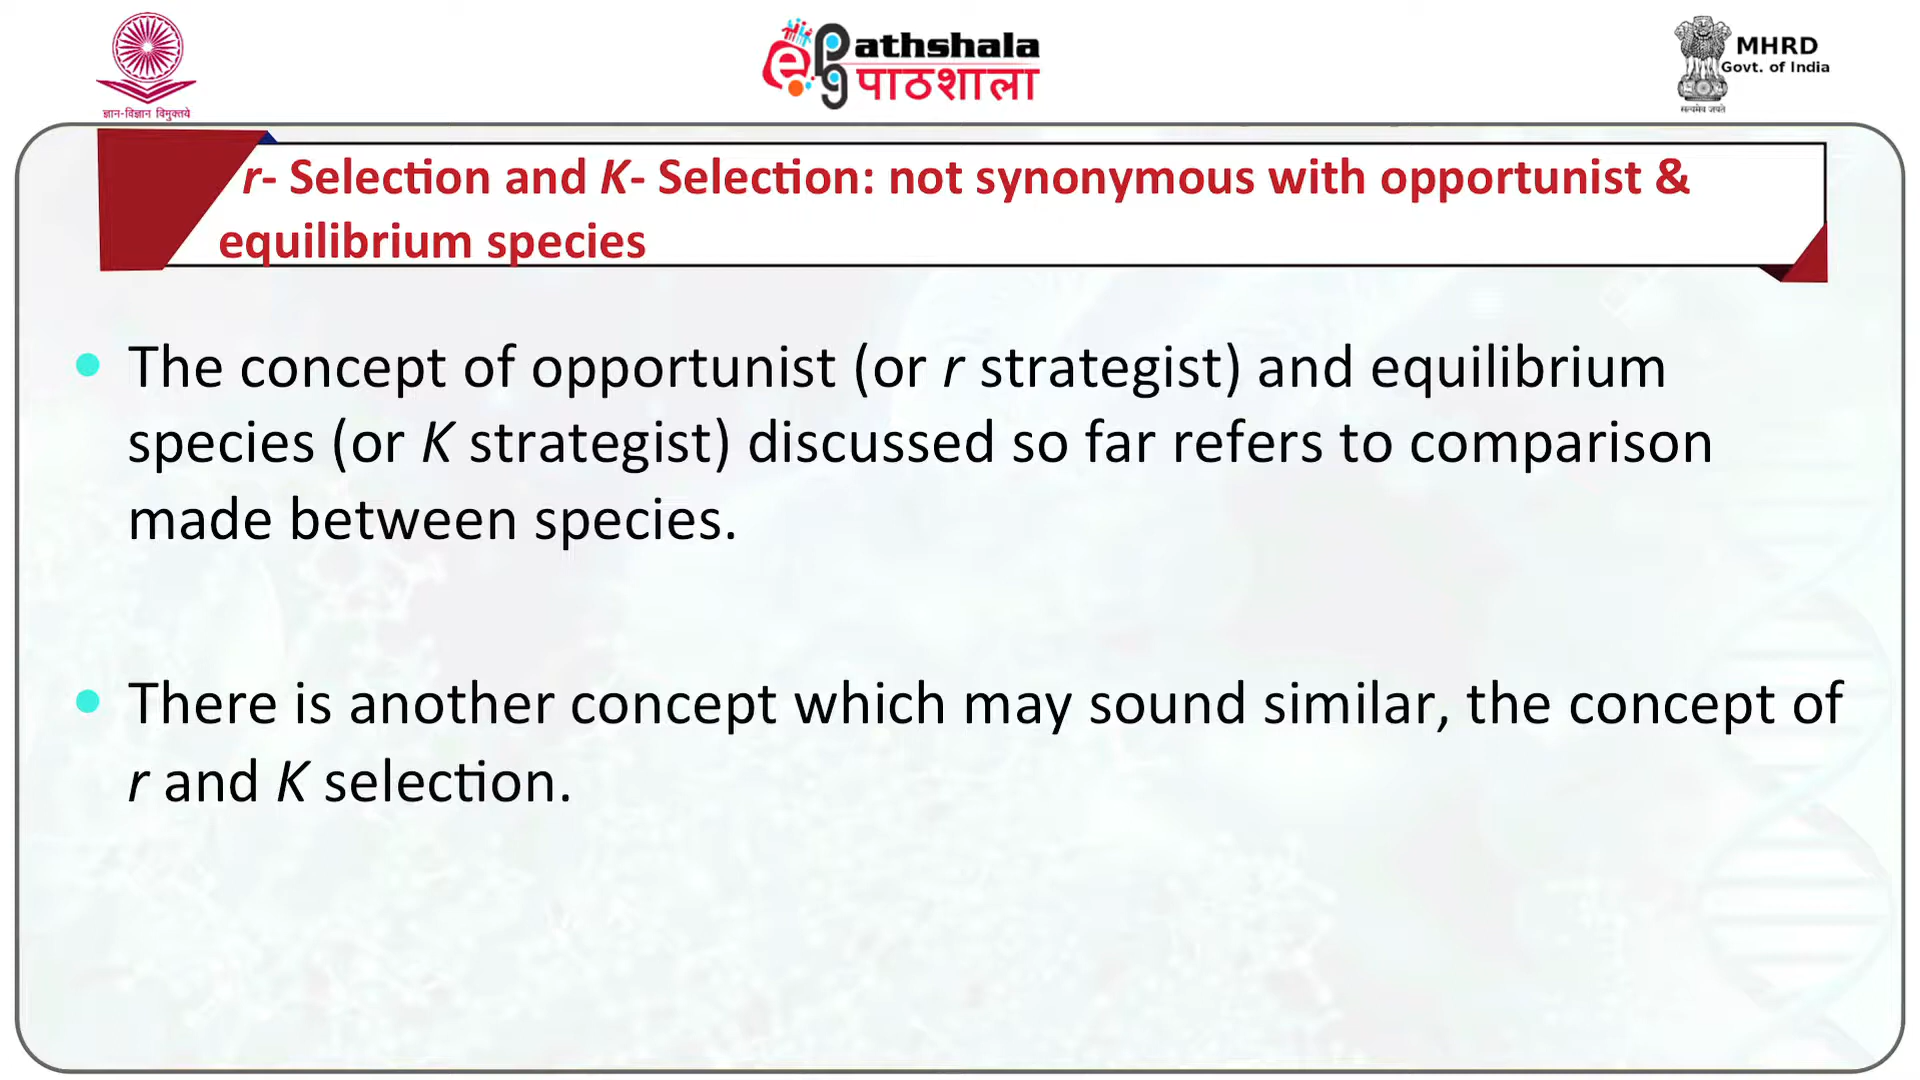 ज्ञान-विज्ञान विमुक्तये
epgathshala
पाठशाला
MHRD
Govt. of India
सत्यमेव जयते
r- Selection and K- Selection: not synonymous with opportunist &
equilibrium species
The concept of opportunist (or r strategist) and equilibrium
species (or K strategist) discussed so far refers to comparison
made between species.
There is another concept which may sound similar, the concept of
r and K selection.